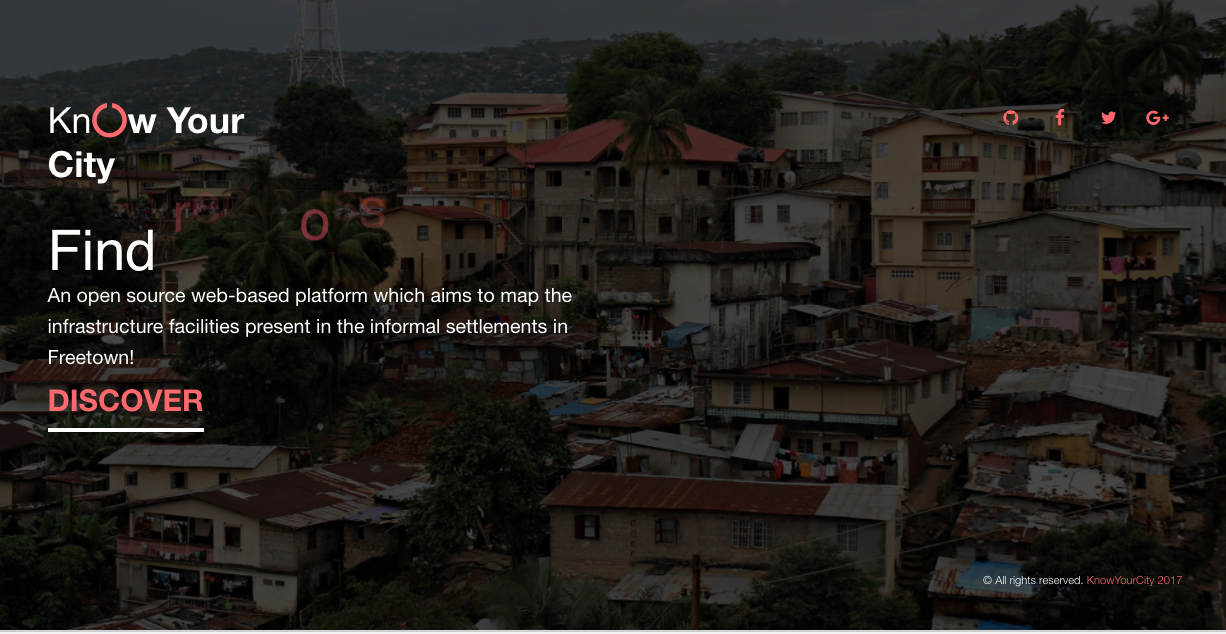 KnOw Your
City
Find
An open source web-based platform which aims to map the
infrastructure facilities present in the informal settlements in
Freetown!
DISCOVER
© All rights reserved. KnowYourCity 2017